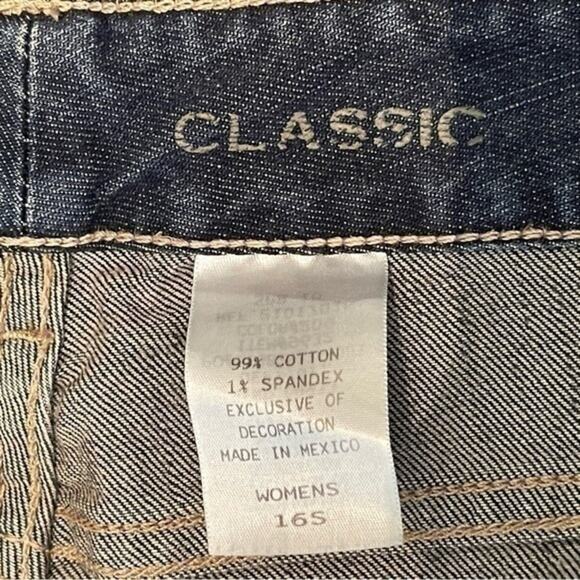 CLASSIC
99% COTTON
1% SPANDEX
EXCLUSIVE OF
DECORATION
MADE IN MEXICO
WOMENS
16S